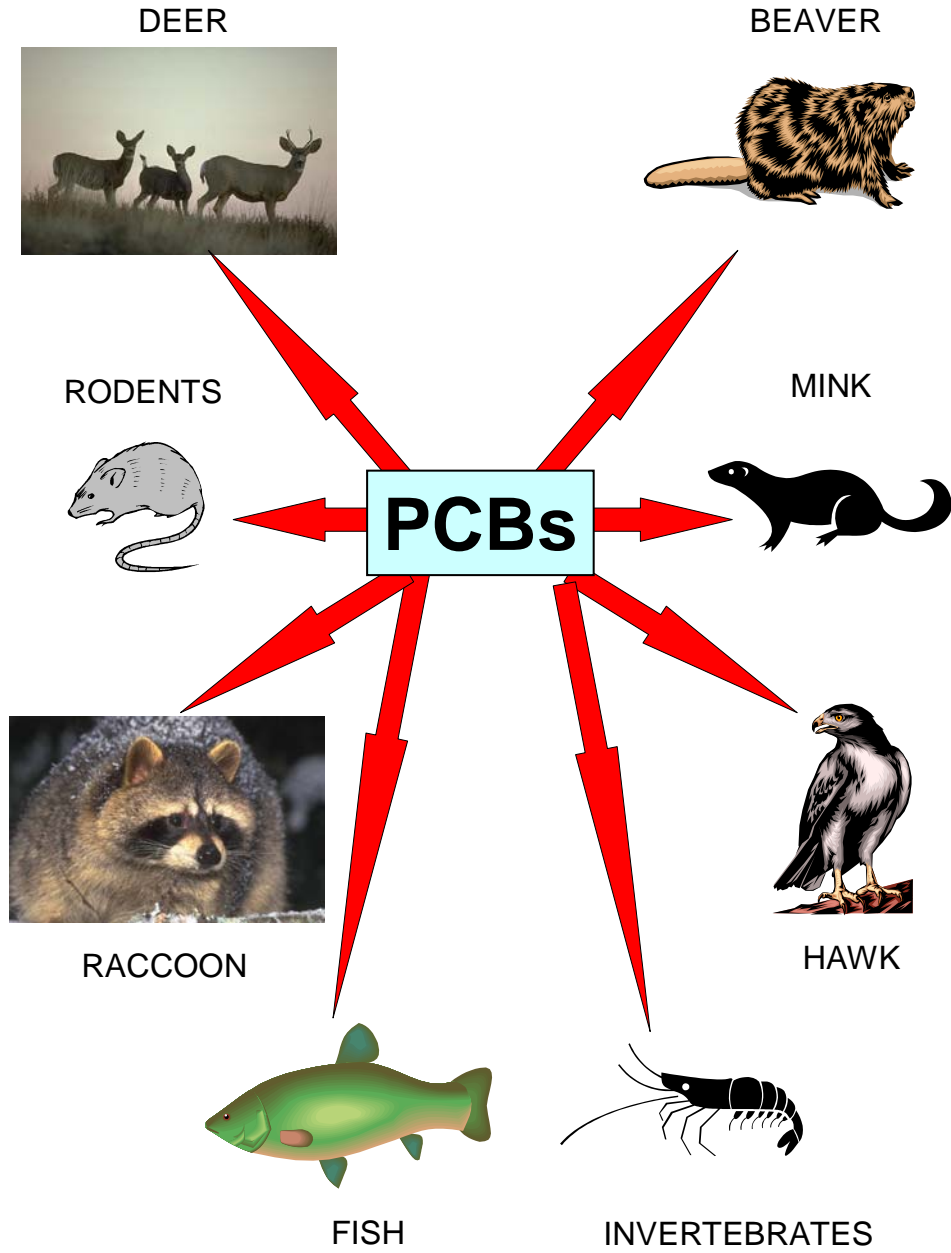 DEER
BEAVER
RODENTS
MINK
PCBs
RACCOON
HAWK
FISH
INVERTEBRATES